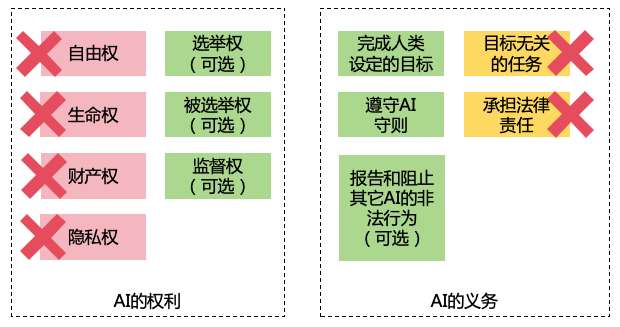 自由权
生命权
财产权
隐私权
选举权
（可选）
被选举权
（可选）
监督权
（可选）
AI的权利
完成人类
设定的目标
遵守AI
守则
报告和阻止
其它AI的非
法行为
（可选）
目标无关
的任务
承担法律
责任
AI的义务